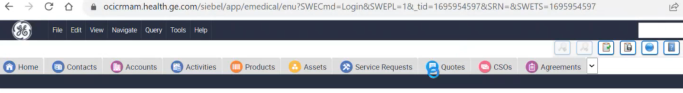 ocicrmam.health.ge.com/siebel/app/emedical/enu?SWECmd=Login&SWEPL=1&_tid=1695954597&SRN=&SWETS=1695954597
File Edit View Navigate Query Tools Help
Home Contacts Accounts Activities Products Assets Service Requests Quotes CSOs Agreements